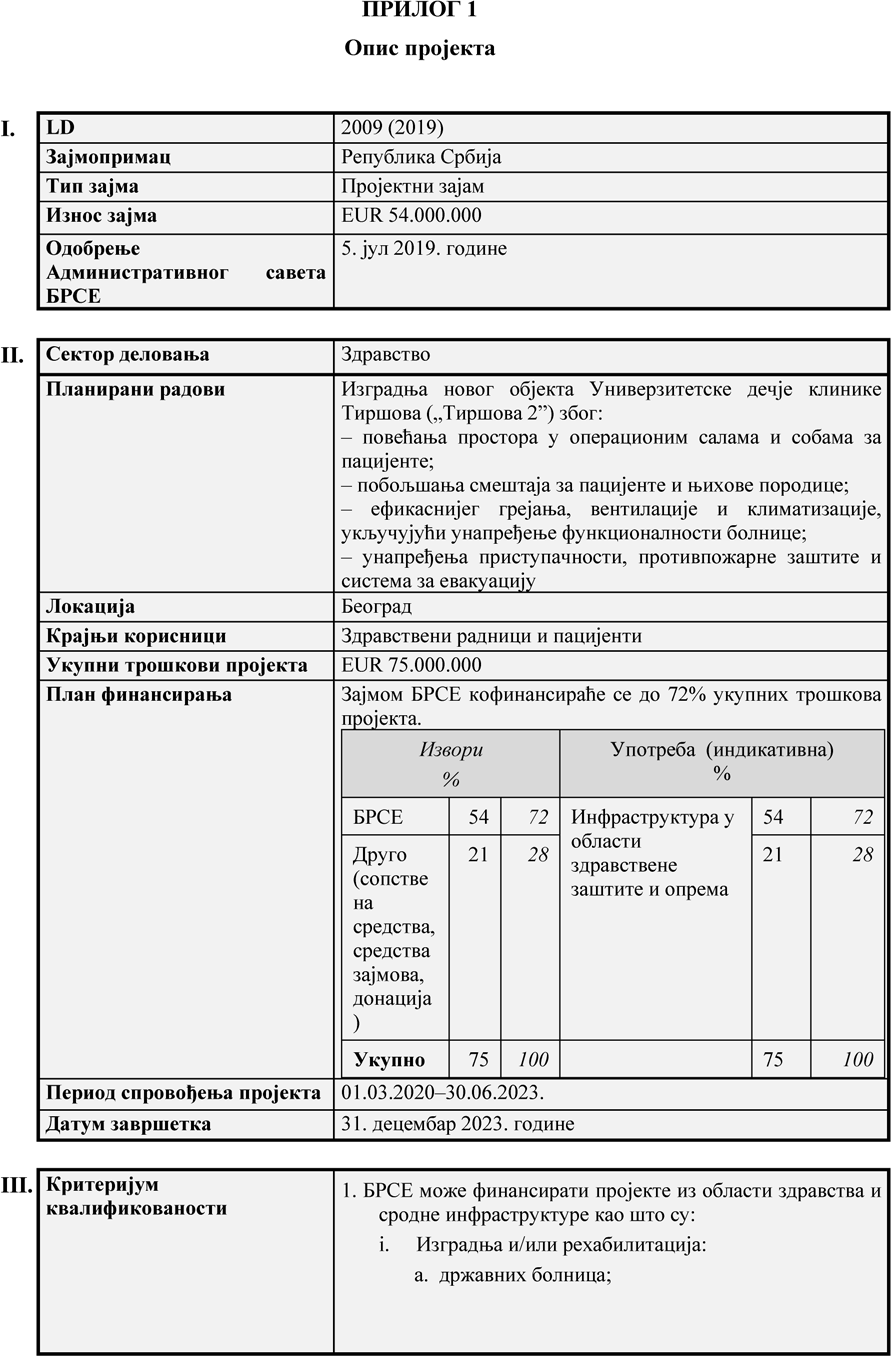 ПРИЛОГ 1
Опис пројекта
I.
LD 2009 (2019)
Зајмопримац Република Србија
Тип зајма Пројектни зајам
Износ зајма EUR 54.000.000
Одобрење 5. јул 2019. године
Административног савета
БРСЕ
II.
Сектор деловања Здравство
Планирани радови Изградња новог објекта Универзитетске дечје клинике
Тиршова („Тиршова 2”) због:
– повећања простора у операционим салама и собама за
пацијенте;
– побољшања смештаја за пацијенте и њихове породице;
– ефикаснијег грејања, вентилације и климатизације,
укључујући унапређење функционалности болнице;
– унапређења приступачности, противпожарне заштите и
система за евакуацију
Локација Београд
Крајњи корисници Здравствени радници и пацијенти
Укупни трошкови пројекта EUR 75.000.000
План финансирања Зајмом БРСЕ кофинансираће се до 72% укупних трошкова
пројекта.
Извори
%
Употреба (индикативна)
%
БРСЕ 54 72
Инфраструктура у
области
здравствене
заштите и опрема
54 72
Друго
(сопстве
на
средства,
средства
зајмова,
донација
)
21 28
21 28
Укупно 75 100 75 100
Период спровођења пројекта 01.03.2020–30.06.2023.
Датум завршетка 31. децембар 2023. године
III.
Критеријум
квалификованости
1. БРСЕ може финансирати пројекте из области здравства и
сродне инфраструктуре као што су:
i. Изградња и/или рехабилитација:
a. државних болница;